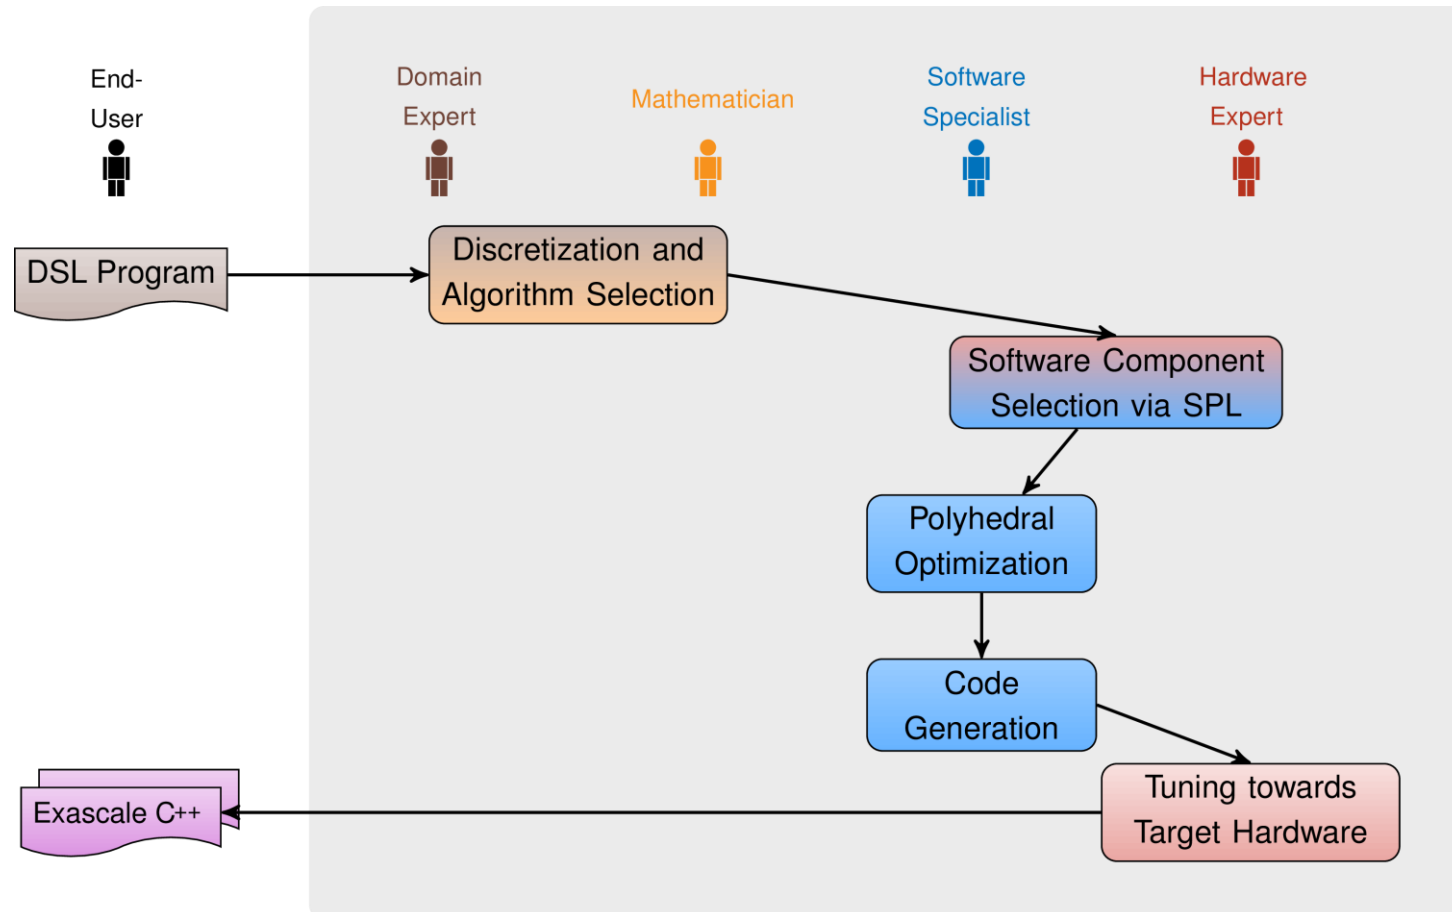 End-
User
Domain
Expert
Mathematician
Software
Specialist
Hardware
Expert
DSL Program
Discretization and
Algorithm Selection
Software Component
Selection via SPL
Polyhedral
Optimization
Code
Generation
Tuning towards
Target Hardware
Exascale C++